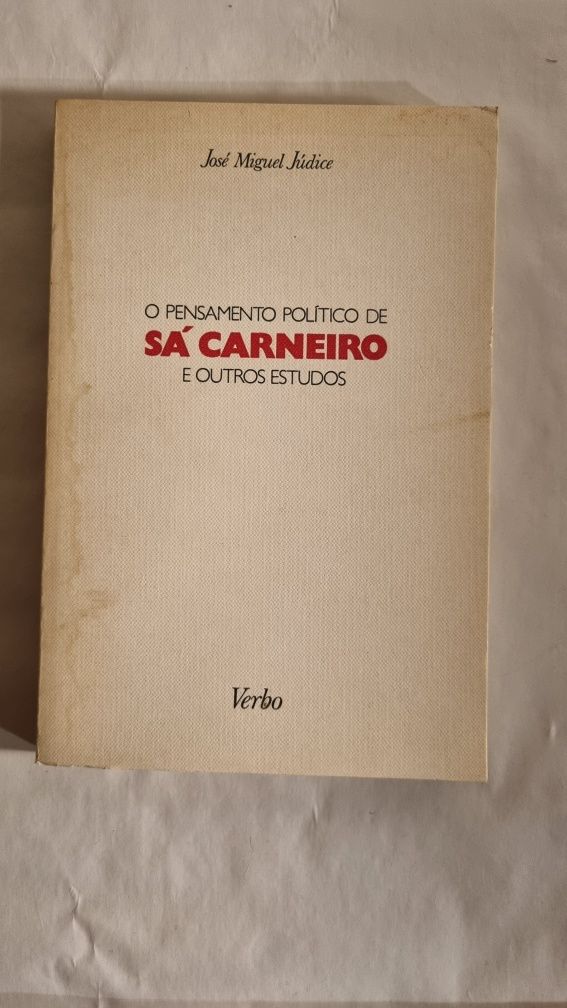 José Miguel Júdice
O PENSAMENTO POLÍTICO DE
SÁ CARNEIRO
E OUTROS ESTUDOS
Verbo